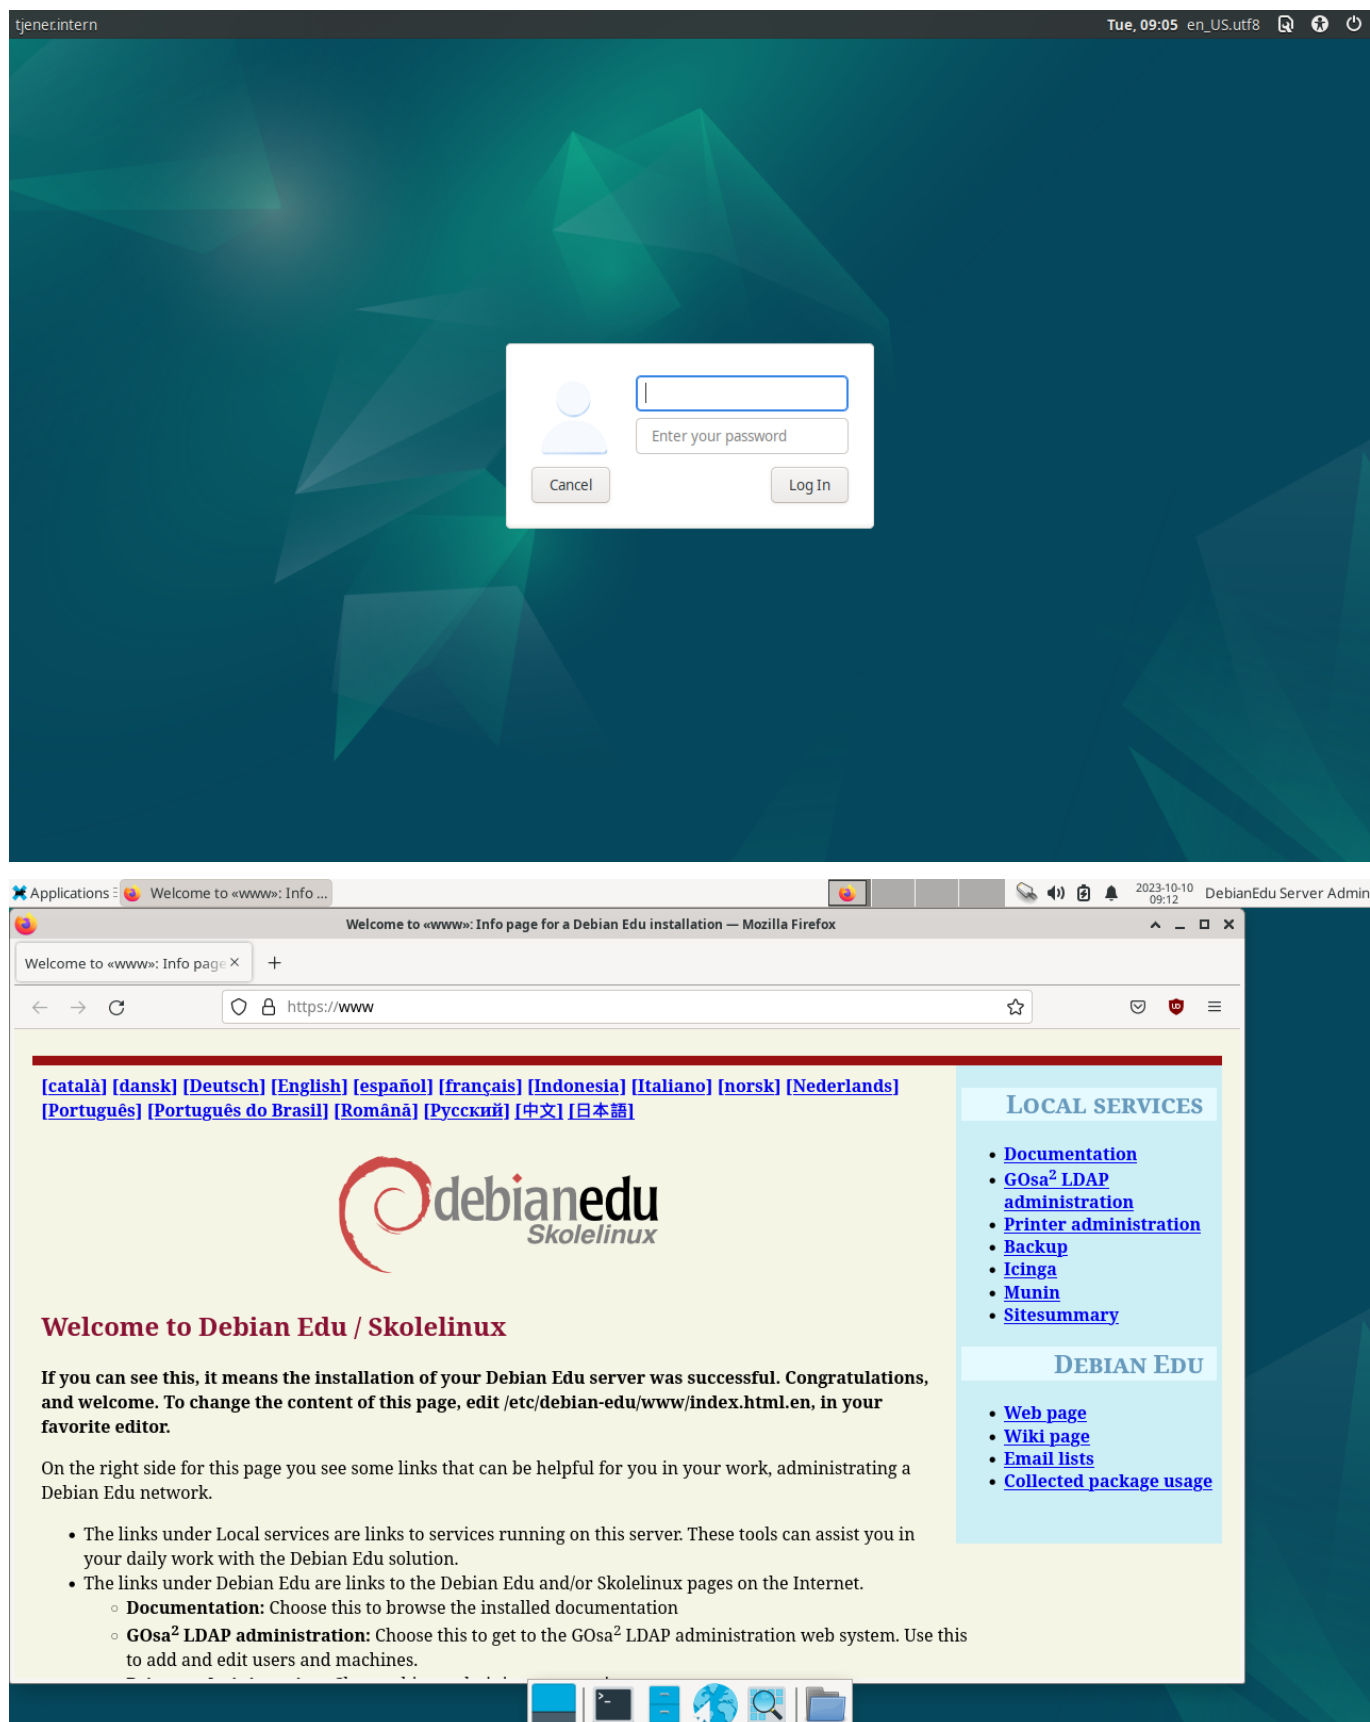 tjener.intern
Tue, 09:05 en_US.utf8
Enter your password
Cancel
Log In
Applications
Welcome to «www»: Info ...
2023-10-10
09:12
DebianEdu Server Admin
Welcome to «www»: Info page for a Debian Edu installation — Mozilla Firefox
Welcome to «www»: Info page
https://www
[català] [dansk] [Deutsch] [English] [español] [français] [Indonesia] [Italiano] [norsk] [Nederlands]
[Português] [Português do Brasil] [Română] [Русский] [中文] [日本語]
debianedu
Skolelinux
Welcome to Debian Edu / Skolelinux
If you can see this, it means the installation of your Debian Edu server was successful. Congratulations,
and welcome. To change the content of this page, edit /etc/debian-edu/www/index.html.en, in your
favorite editor.
On the right side for this page you see some links that can be helpful for you in your work, administrating a
Debian Edu network.
• The links under Local services are links to services running on this server. These tools can assist you in
your daily work with the Debian Edu solution.
• The links under Debian Edu are links to the Debian Edu and/or Skolelinux pages on the Internet.
◦ Documentation: Choose this to browse the installed documentation
◦ GOsa² LDAP administration: Choose this to get to the GOsa² LDAP administration web system. Use this
to add and edit users and machines.
Local services
• Documentation
• GOsa² LDAP
administration
• Printer administration
• Backup
• Icinga
• Munin
• Sitesummary
Debian Edu
• Web page
• Wiki page
• Email lists
• Collected package usage